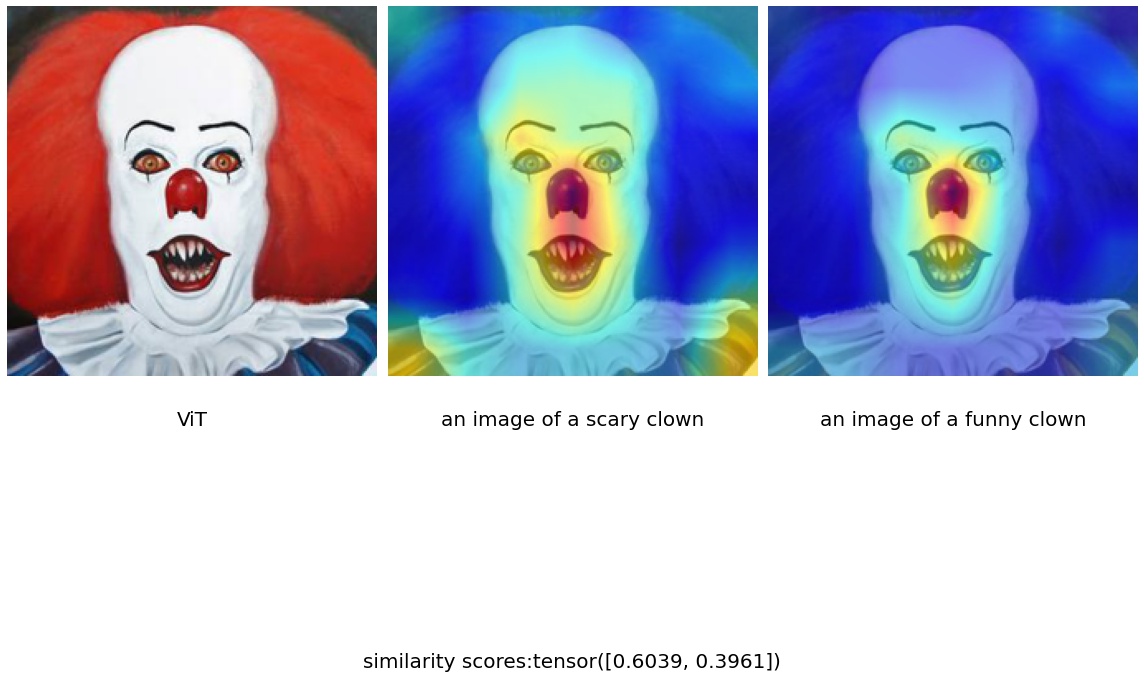 ViT
an image of a scary clown
an image of a funny clown
similarity scores:tensor([0.6039, 0.3961])